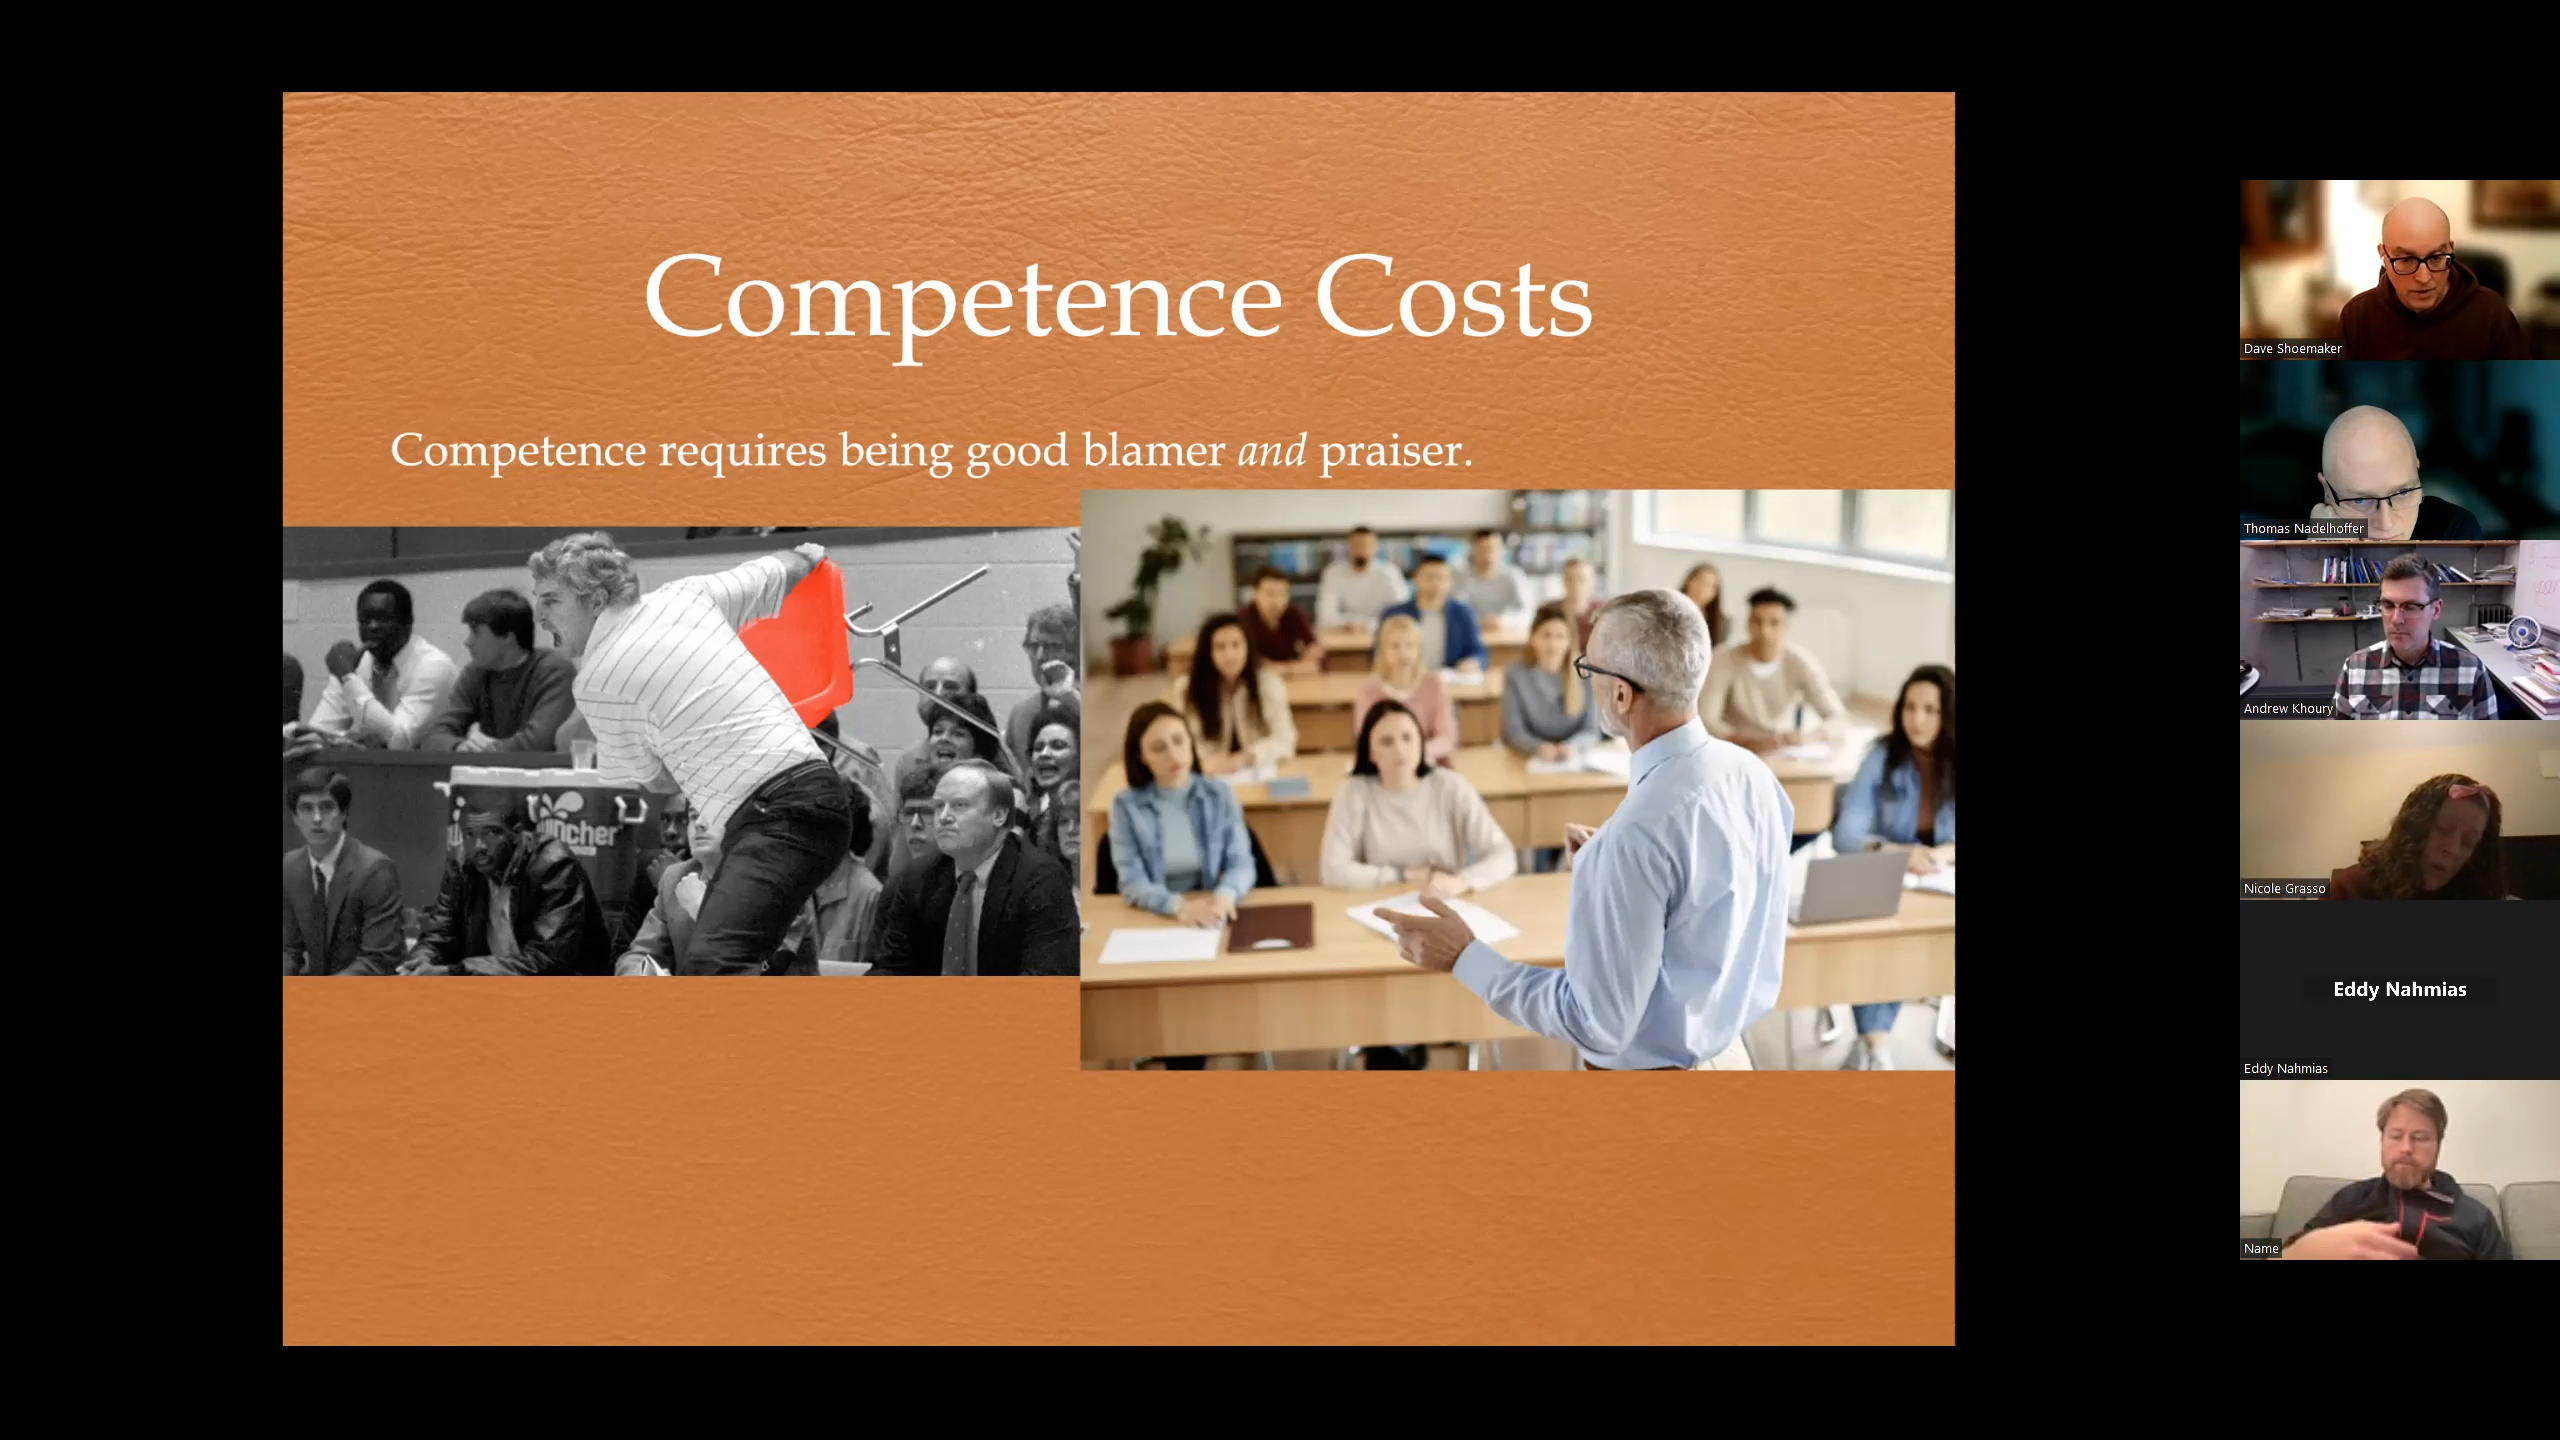 Competence Costs
Competence requires being good blamer and praiser.
Dave Shoemaker
Thomas Nadelhoffer
Andrew Khoury
Nicole Grasso
Eddy Nahmias
Eddy Nahmias
Name